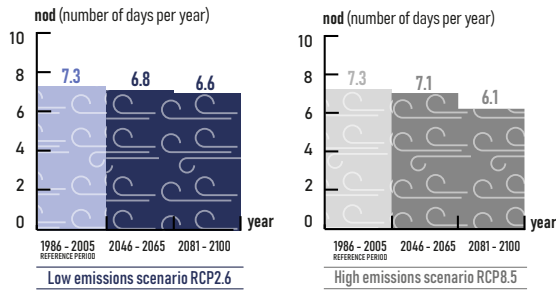 nod (number of days per year)
10
8
6
4
2
0
7.3
6.8
6.6
year
1986 - 2005
REFERENCE PERIOD
2046 - 2065
2081 - 2100
Low emissions scenario RCP2.6
nod (number of days per year)
10
8
6
4
2
0
7.3
7.1
6.1
year
1986 - 2005
REFERENCE PERIOD
2046 - 2065
2081 - 2100
High emissions scenario RCP8.5